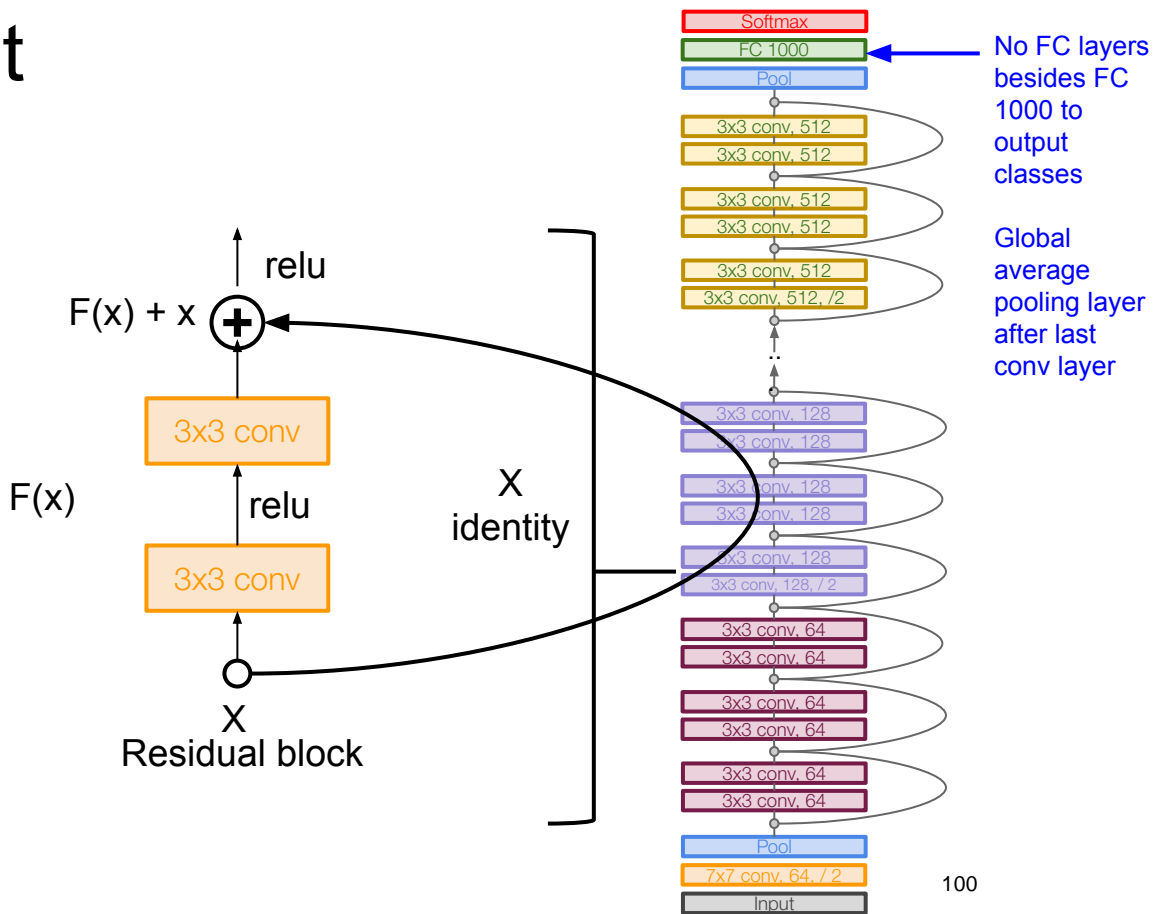 t
relu
F(x) + x
3x3 conv
F(x)
relu
3x3 conv
X
Residual block
X
identity
Softmax
FC 1000
Pool
3x3 conv, 512
3x3 conv, 512
3x3 conv, 512
3x3 conv, 512
3x3 conv, 512
3x3 conv, 512, /2
..
.
3x3 conv, 128
3x3 conv, 128
3x3 conv, 128
3x3 conv, 128
3x3 conv, 128
3x3 conv, 128, / 2
3x3 conv, 64
3x3 conv, 64
3x3 conv, 64
3x3 conv, 64
3x3 conv, 64
3x3 conv, 64
Pool
7x7 conv, 64, / 2
Input
No FC layers
besides FC
1000 to
output
classes
Global
average
pooling layer
after last
conv layer
100